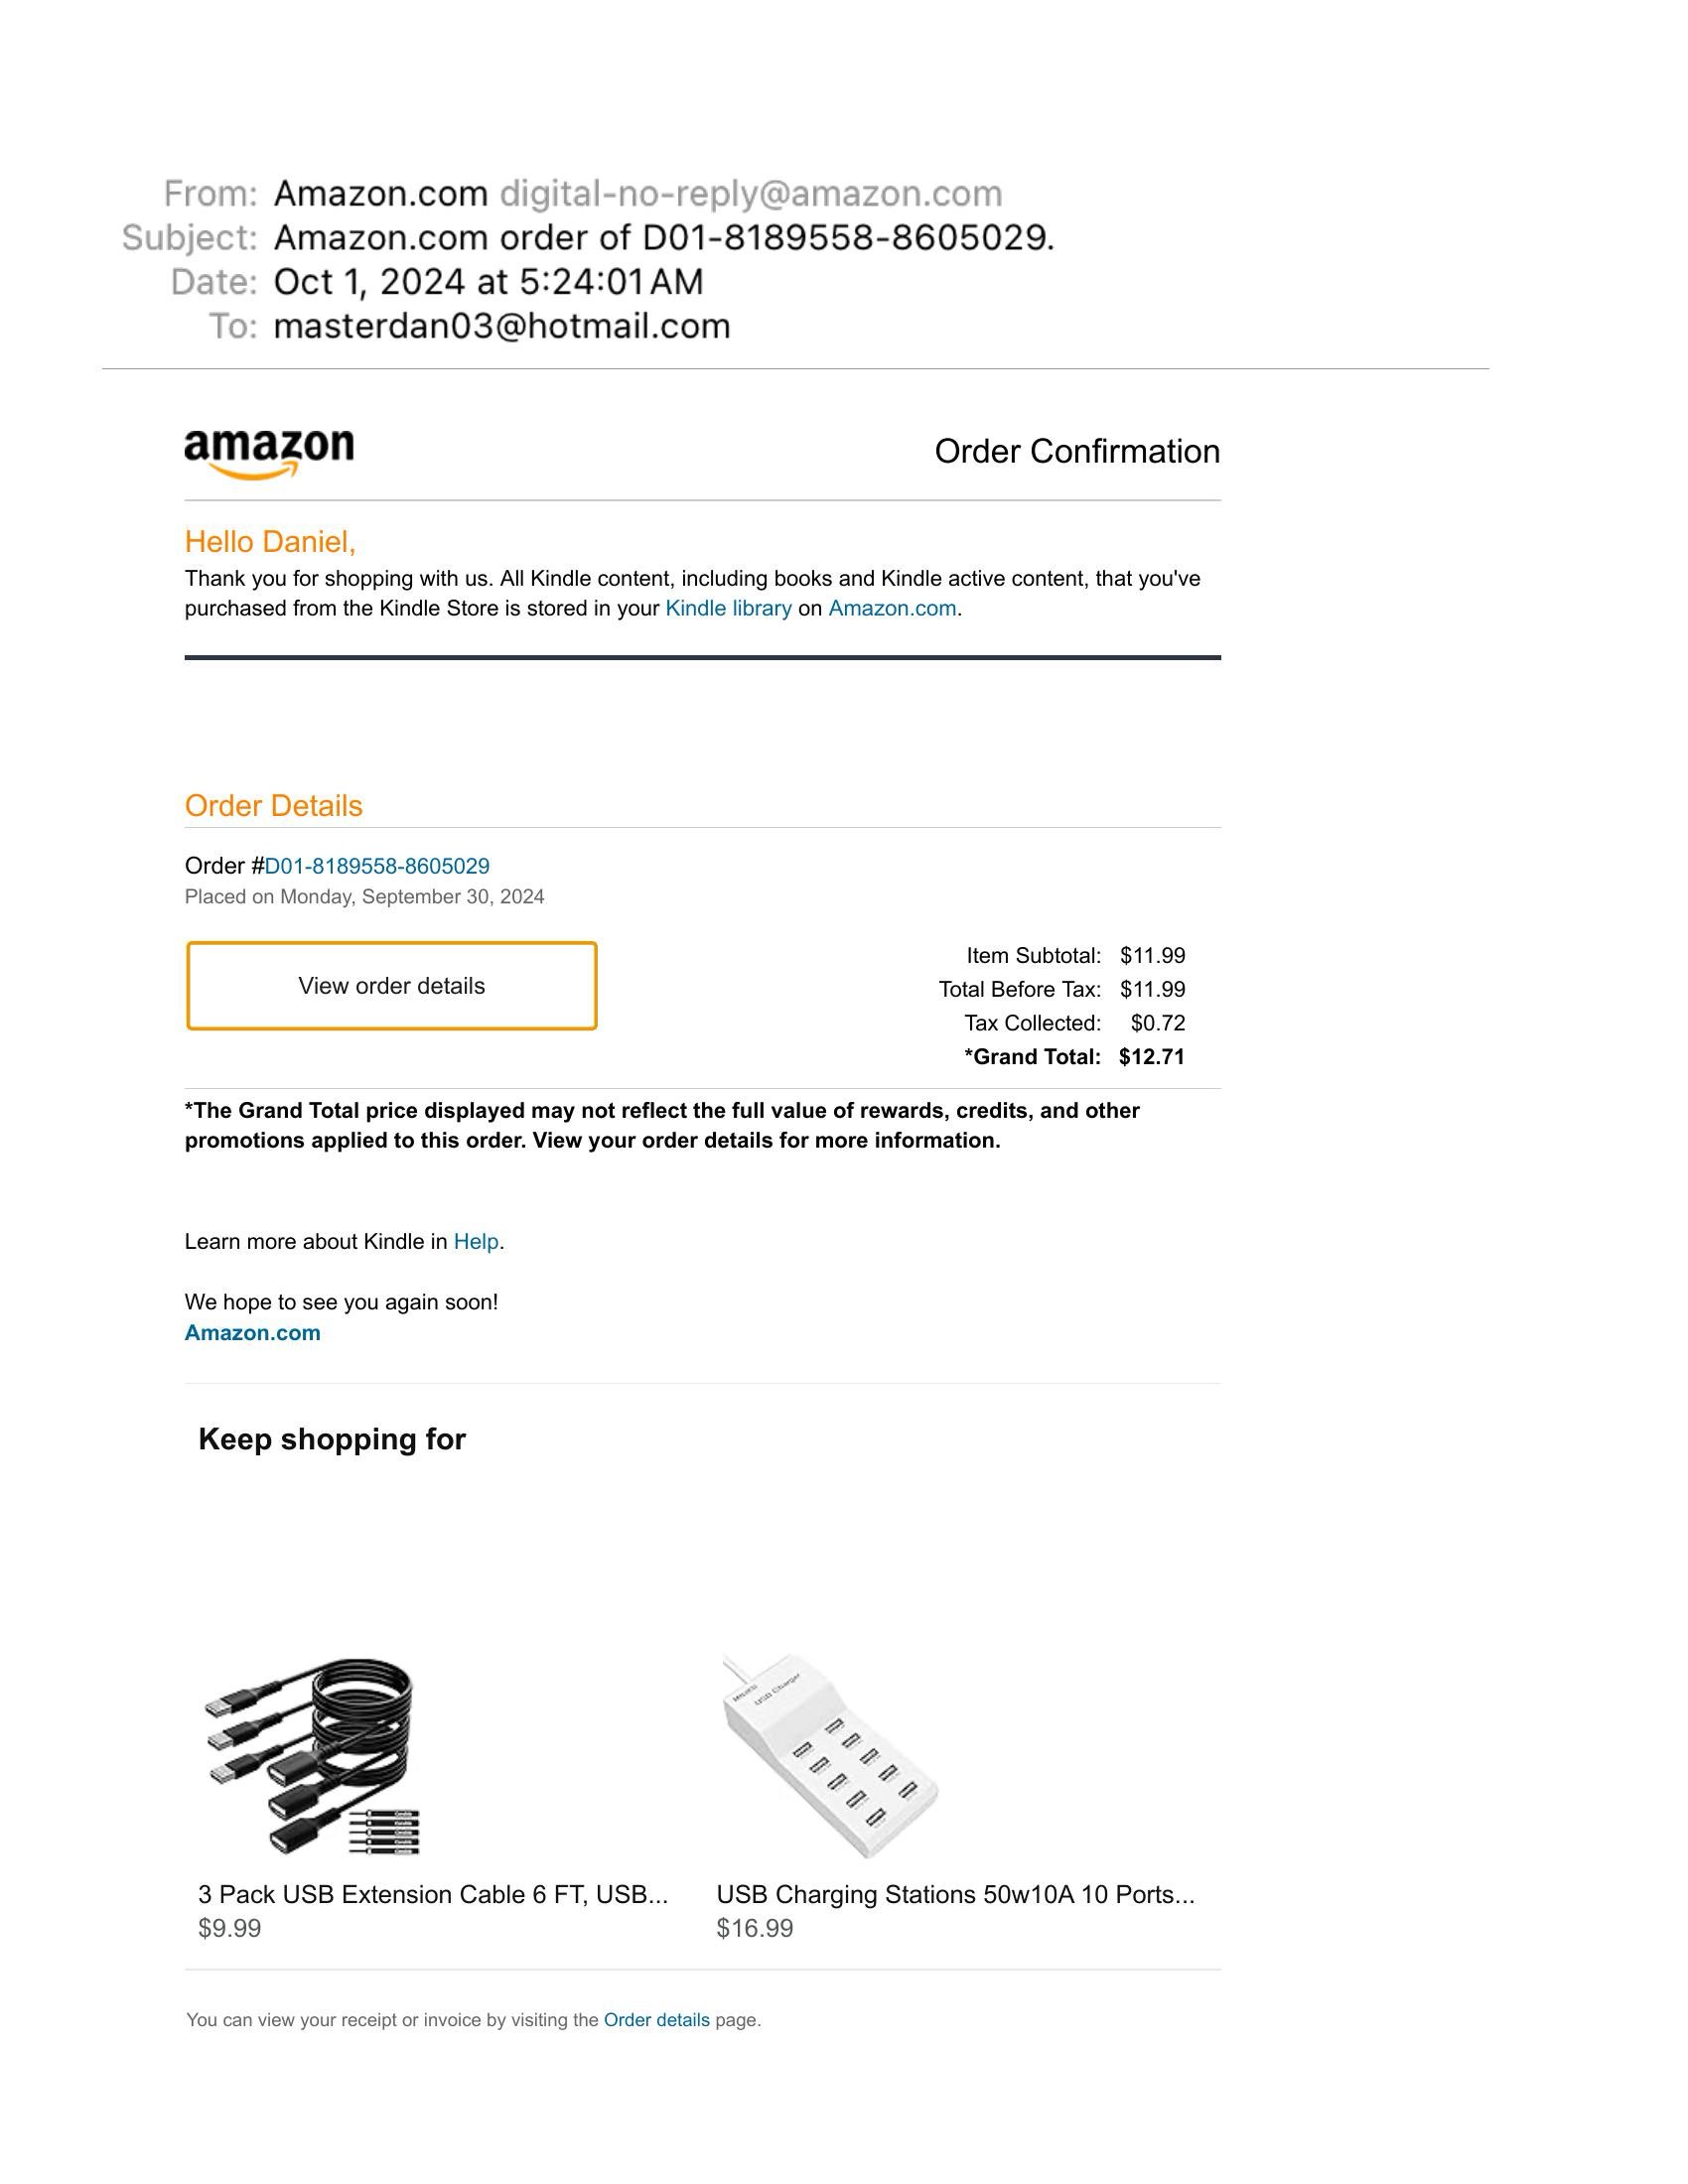 From: Amazon.com digital-no-reply@amazon.com
Subject: Amazon.com order of D01-8189558-8605029.
Date: Oct 1, 2024 at 5:24:01 AM
To: masterdan03@hotmail.com
amazon
Order Confirmation
Hello Daniel,
Thank you for shopping with us. All Kindle content, including books and Kindle active content, that you've
purchased from the Kindle Store is stored in your Kindle library on Amazon.com.
Order Details
Order #D01-8189558-8605029
Placed on Monday, September 30, 2024
View order details
Item Subtotal: $11.99
Total Before Tax: $11.99
Tax Collected: $0.72
*Grand Total: $12.71
*The Grand Total price displayed may not reflect the full value of rewards, credits, and other
promotions applied to this order. View your order details for more information.
Learn more about Kindle in Help.
We hope to see you again soon!
Amazon.com
Keep shopping for
USB Charger
3 Pack USB Extension Cable 6 FT, USB...
$9.99
USB Charging Stations 50w10A 10 Ports...
$16.99
You can view your receipt or invoice by visiting the Order details page.